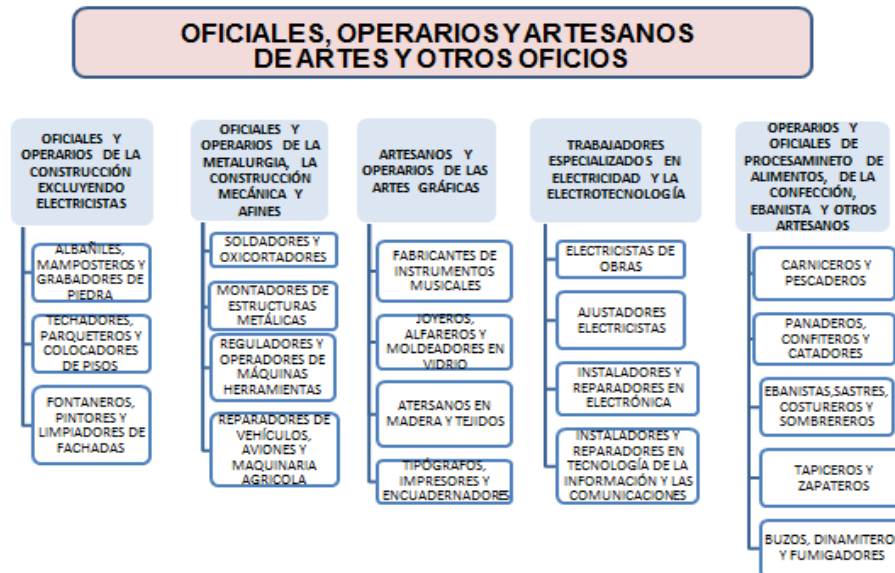 OFICIALES, OPERARIOS Y ARTESANOS
DE ARTES Y OTROS OFICIOS
OFICIALES Y
OPERARIOS DE LA
CONSTRUCCIÓN
EXCLUYENDO
ELECTRICISTAS
ALBAÑILES,
MAMPOSTEROS Y
GRABADORES DE
PIEDRA
TECHADORES,
PARQUETEROS Y
COLOCADORES
DE PISOS
FONTANEROS,
PINTORES Y
LIMPIADORES DE
FACHADAS
OFICIALES Y
OPERARIOS DE LA
METALURGIA, LA
CONSTRUCCIÓN
MECÁNICA Y
AFINES
SOLDADORES Y
OXICORTADORES
MONTADORES DE
ESTRUCTURAS
METÁLICAS
REGULADORES Y
OPERADORES DE
MÁQUINAS
HERRAMIENTAS
REPARADORES DE
VEHÍCULOS,
AVIONES Y
MAQUINARIA
AGRICOLA
ARTESANOS Y
OPERARIOS DE LAS
ARTES GRÁFICAS
FABRICANTES DE
INSTRUMENTOS
MUSICALES
JOYEROS,
ALFAREROS Y
MOLDEADORES EN
VIDRIO
ATERSANOS EN
MADERA Y TEJIDOS
TIPÓGRAFOS,
IMPRESORES Y
ENCUADERNADORES
TRABAJADORES
ESPECIALIZADOS EN
ELECTRICIDAD Y LA
ELECTROTECNOLOGÍA
ELECTRICISTAS DE
OBRAS
AJUSTADORES
ELECTRICISTAS
INSTALADORES Y
REPARADORES EN
ELECTRÓNICA
INSTALADORES Y
REPARADORES EN
TECNOLOGÍA DE LA
INFORMACIÓN Y LAS
COMUNICACIONES
OPERARIOS Y
OFICIALES DE
PROCESAMINETO DE
ALIMENTOS, DE LA
CONFECCIÓN,
EBANISTA Y OTROS
ARTESANOS
CARNICEROS Y
PESCADEROS
PANADEROS,
CONFITEROS Y
CATADORES
EBANISTAS,SASTRES,
COSTUREROS Y
SOMBREREROS
TAPICEROS Y
ZAPATEROS
BUZOS, DINAMITERO
Y FUMIGADORES